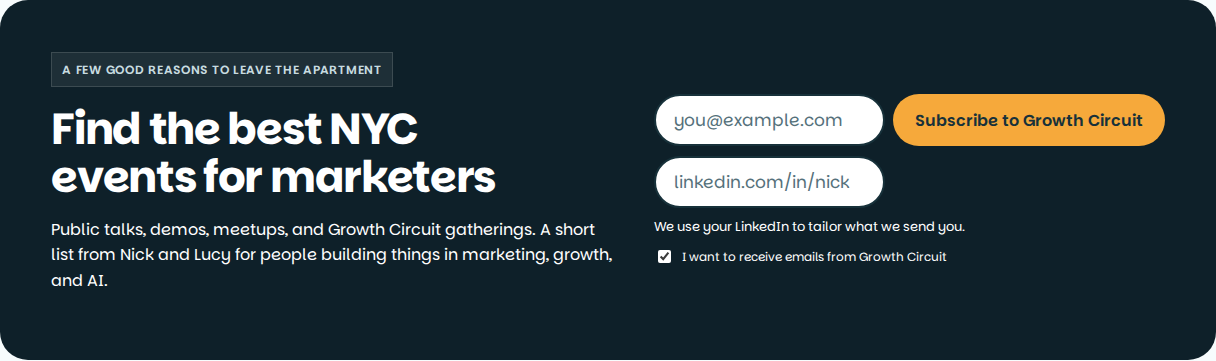 A FEW GOOD REASONS TO LEAVE THE APARTMENT
Find the best NYC
events for marketers
Public talks, demos, meetups, and Growth Circuit gatherings. A short
list from Nick and Lucy for people building things in marketing, growth,
and AI.
you@example.com
Subscribe to Growth Circuit
linkedin.com/in/nick
We use your LinkedIn to tailor what we send you.
I want to receive emails from Growth Circuit